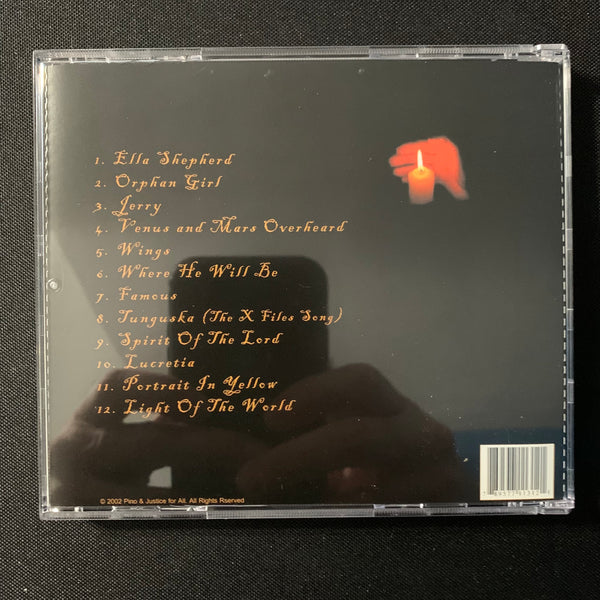 1. Ella Shepherd
2. Orphan Girl
3. Jerry
4. Venus and Mars Overheard
5. Wings
6. Where He Will Be
7. Famous
8. Tunguska (The X Files Song)
9. Spirit Of The Lord
10. Lucretia
11. Portrait In Yellow
12. Light Of The World
© 2002 Pino & Justice for All. All Rights Rserved